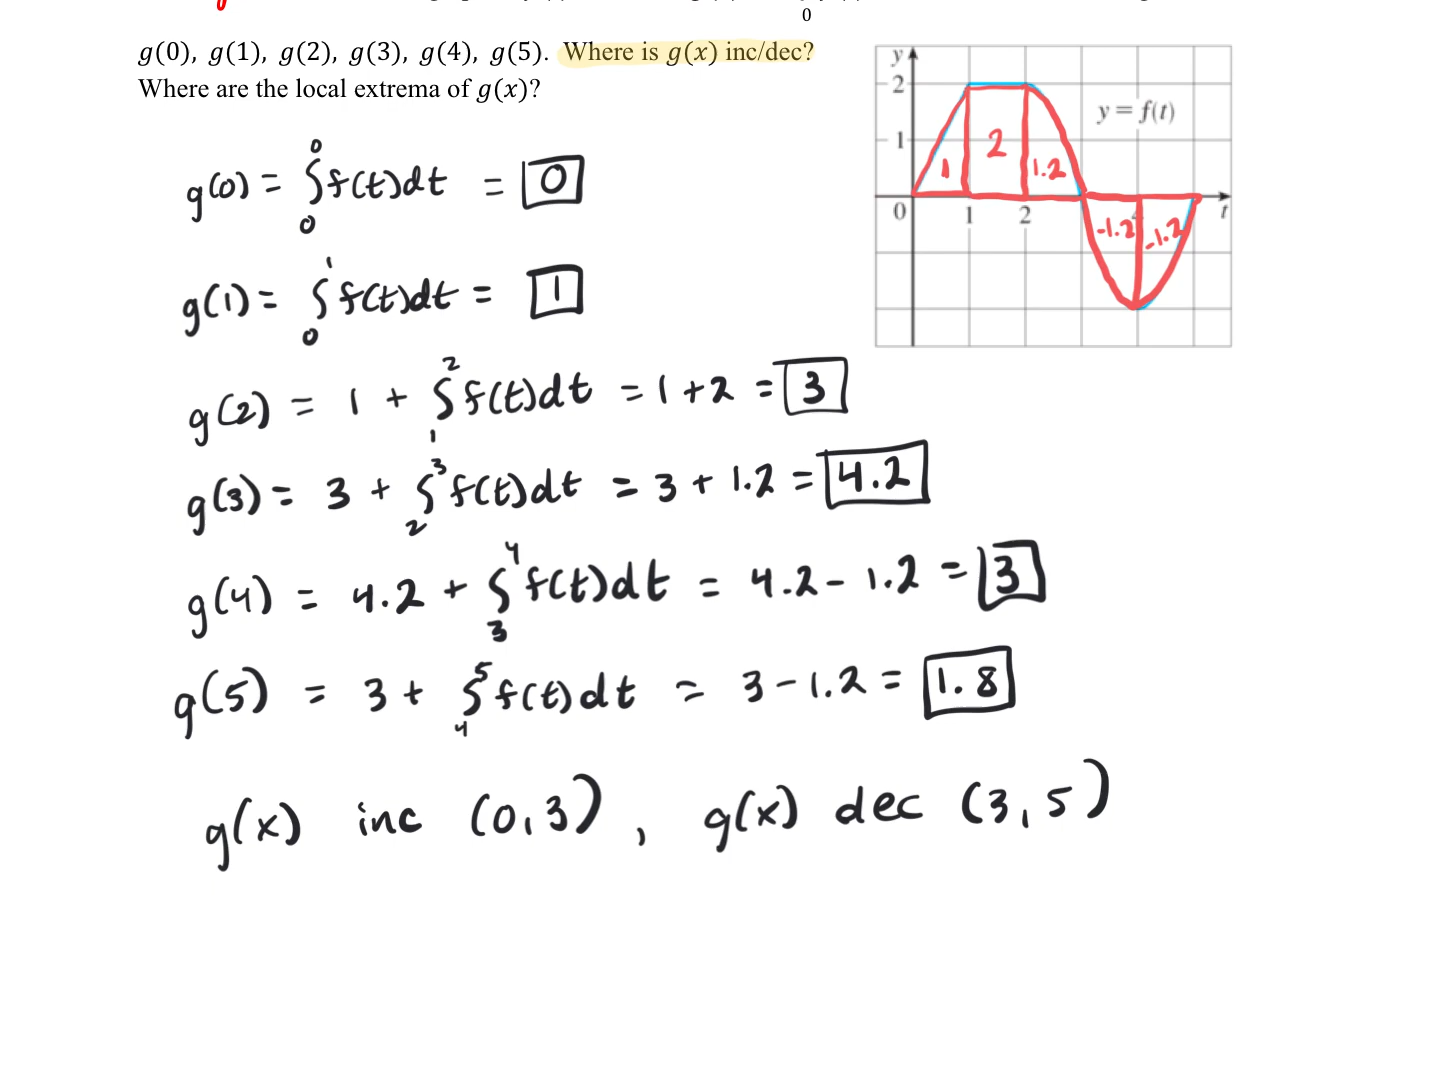 0
g(0), g(1), g(2), g(3), g(4), g(5). Where is g(x) inc/dec?
Where are the local extrema of g(x)?
y
2
1
0 1 2 t
y = f(t)
1 2 1.2 -1.2 -1.2
g(0) = ∫₀⁰ f(t)dt = 0
g(1) = ∫₀¹ f(t)dt = 1
g(2) = 1 + ∫₁² f(t)dt = 1+2 = 3
g(3) = 3 + ∫₂³ f(t)dt = 3 + 1.2 = 4.2
g(4) = 4.2 + ∫₃⁴ f(t)dt = 4.2 - 1.2 = 3
g(5) = 3 + ∫₄⁵ f(t)dt = 3 - 1.2 = 1.8
g(x) inc (0,3), g(x) dec (3,5)